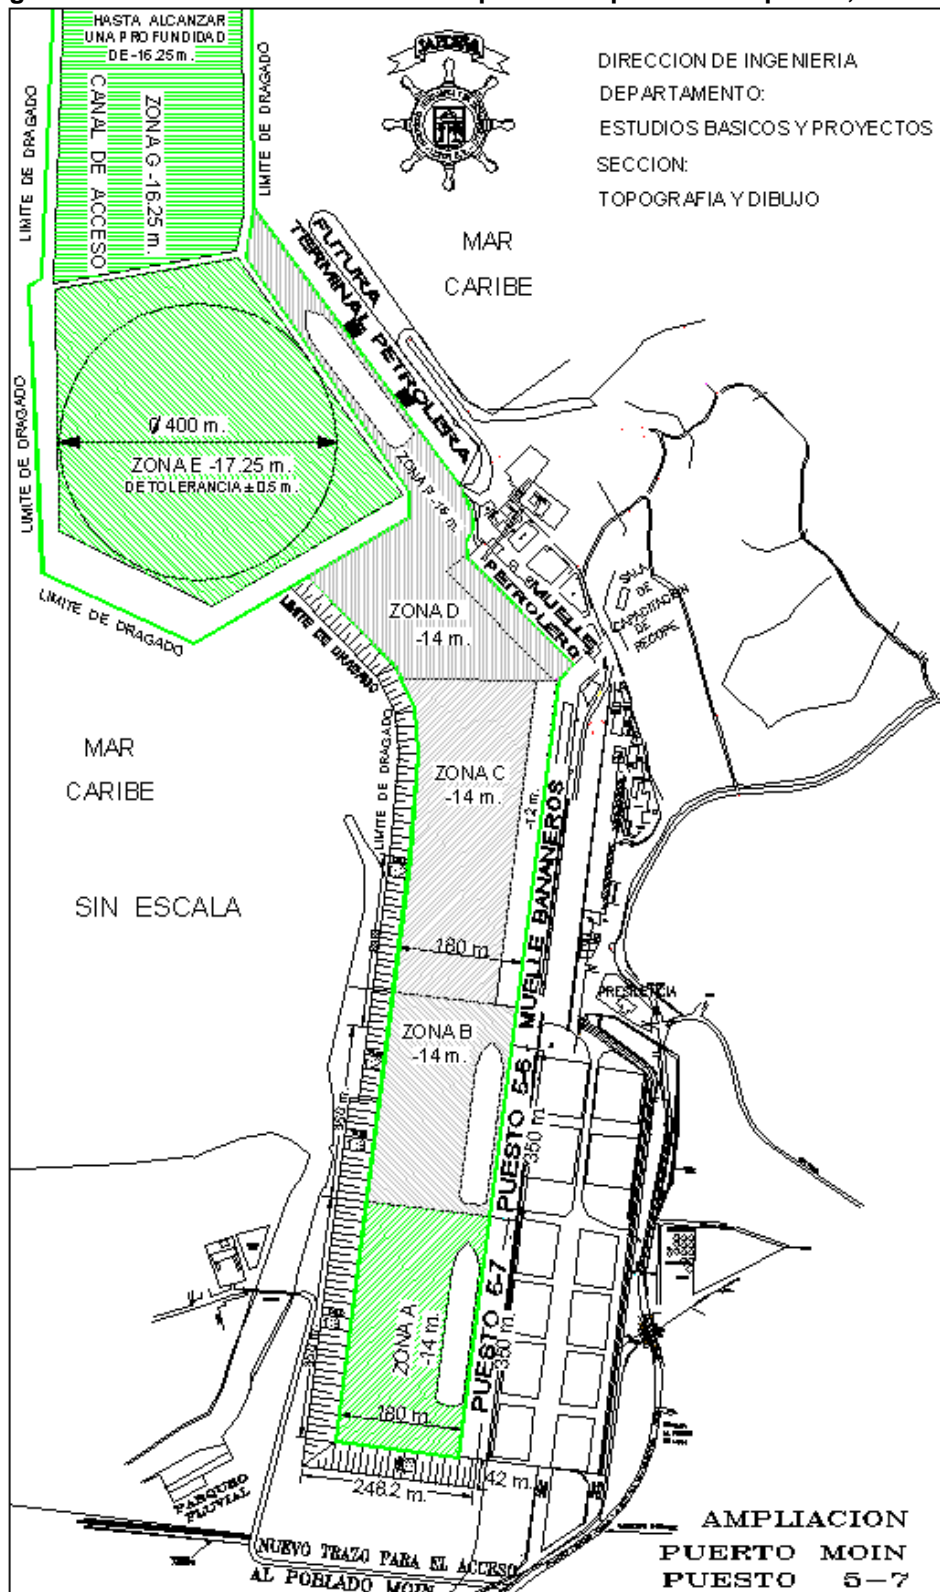 HASTA ALCANZAR
UNA PROFUNDIDAD
DE -16.25 m.
LIMITE DE DRAGADO
CANAL DE ACCESO
ZONA G -16.25 m.
LIMITE DE DRAGADO
JAPDEVA
DIRECCION DE INGENIERIA
DEPARTAMENTO:
ESTUDIOS BASICOS Y PROYECTOS
SECCION:
TOPOGRAFIA Y DIBUJO
MAR
CARIBE
FUTURA
TERMINAL PETROLERA
LIMITE DE DRAGADO
Ø 400 m.
ZONA E -17.25 m.
DE TOLERANCIA ± 0.5 m.
ZONA F -16 m.
LIMITE DE DRAGADO
LIMITE DE DRAGADO
ZONA D
-14 m.
MUELLE
PETROLERO
SALA
DE
CAPACITACION
DE
RECOPE
MAR
CARIBE
LIMITE DE DRAGADO
ZONA C
-14 m.
-12 m.
MUELLE BANANEROS
SIN ESCALA
180 m.
PRESIDENCIA
ZONA B
-14 m.
350 m.
PUESTO 5-6
350 m.
ZONA A
-14 m.
PUESTO 5-7
350 m.
350 m.
180 m.
248.2 m.
42 m.
PARQUEO
FLUVIAL
NUEVO TRAZO PARA EL ACCESO
AL POBLADO MOIN
AMPLIACION
PUERTO MOIN
PUESTO 5-7